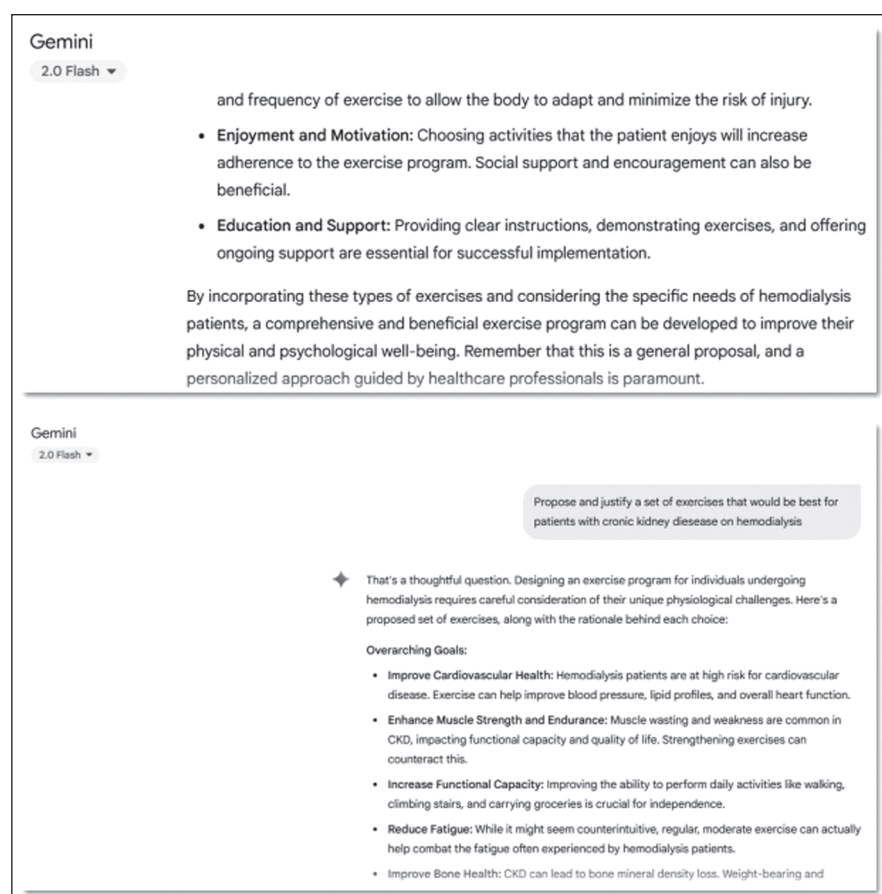 Gemini
2.0 Flash
and frequency of exercise to allow the body to adapt and minimize the risk of injury.
• Enjoyment and Motivation: Choosing activities that the patient enjoys will increase
adherence to the exercise program. Social support and encouragement can also be
beneficial.
• Education and Support: Providing clear instructions, demonstrating exercises, and offering
ongoing support are essential for successful implementation.
By incorporating these types of exercises and considering the specific needs of hemodialysis
patients, a comprehensive and beneficial exercise program can be developed to improve their
physical and psychological well-being. Remember that this is a general proposal, and a
personalized approach guided by healthcare professionals is paramount.
Gemini
2.0 Flash
Propose and justify a set of exercises that would be best for
patients with cronic kidney diesease on hemodialysis
That's a thoughtful question. Designing an exercise program for individuals undergoing
hemodialysis requires careful consideration of their unique physiological challenges. Here's a
proposed set of exercises, along with the rationale behind each choice:
Overarching Goals:
• Improve Cardiovascular Health: Hemodialysis patients are at high risk for cardiovascular
disease. Exercise can help improve blood pressure, lipid profiles, and overall heart function.
• Enhance Muscle Strength and Endurance: Muscle wasting and weakness are common in
CKD, impacting functional capacity and quality of life. Strengthening exercises can
counteract this.
• Increase Functional Capacity: Improving the ability to perform daily activities like walking,
climbing stairs, and carrying groceries is crucial for independence.
• Reduce Fatigue: While it might seem counterintuitive, regular, moderate exercise can actually
help combat the fatigue often experienced by hemodialysis patients.
• Improve Bone Health: CKD can lead to bone mineral density loss. Weight-bearing and